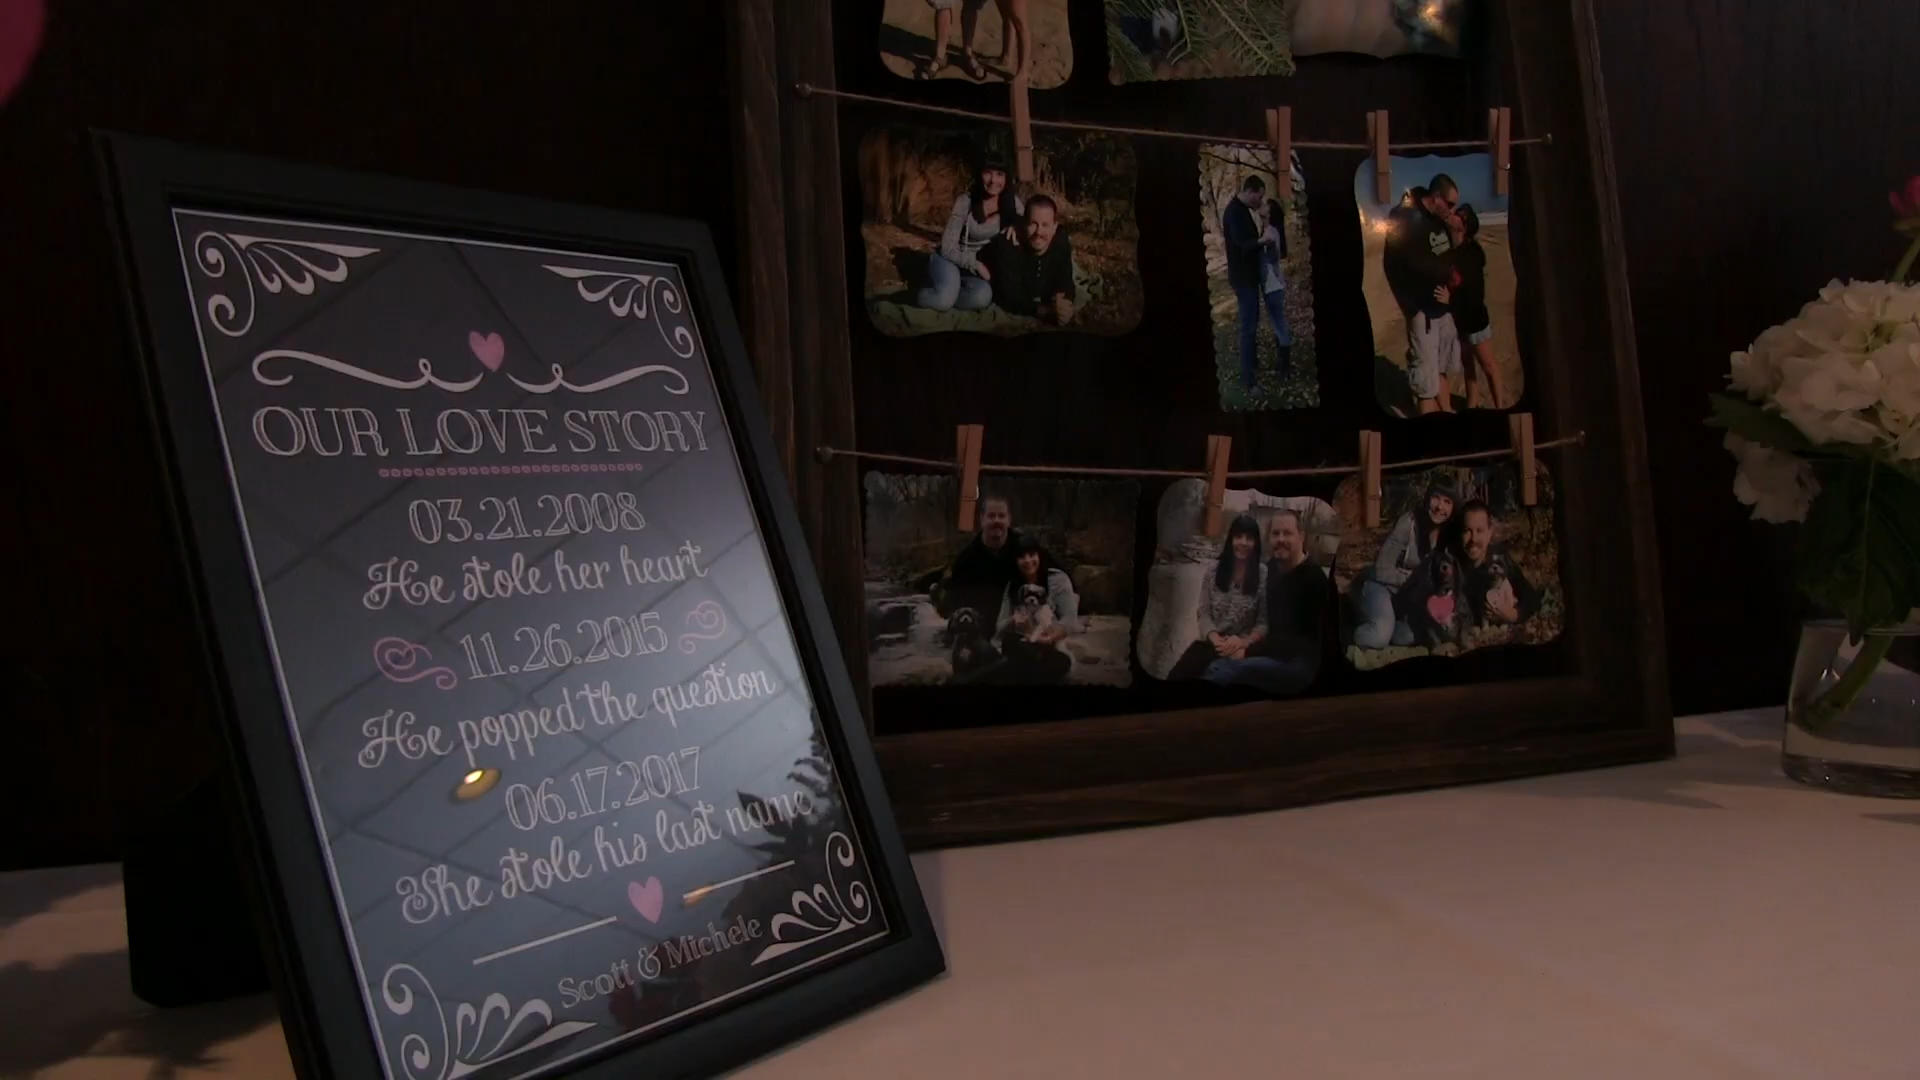 OUR LOVE STORY
03.21.2008
He stole her heart
11.26.2015
He popped the question
06.17.2017
She stole his last name
Scott & Michele